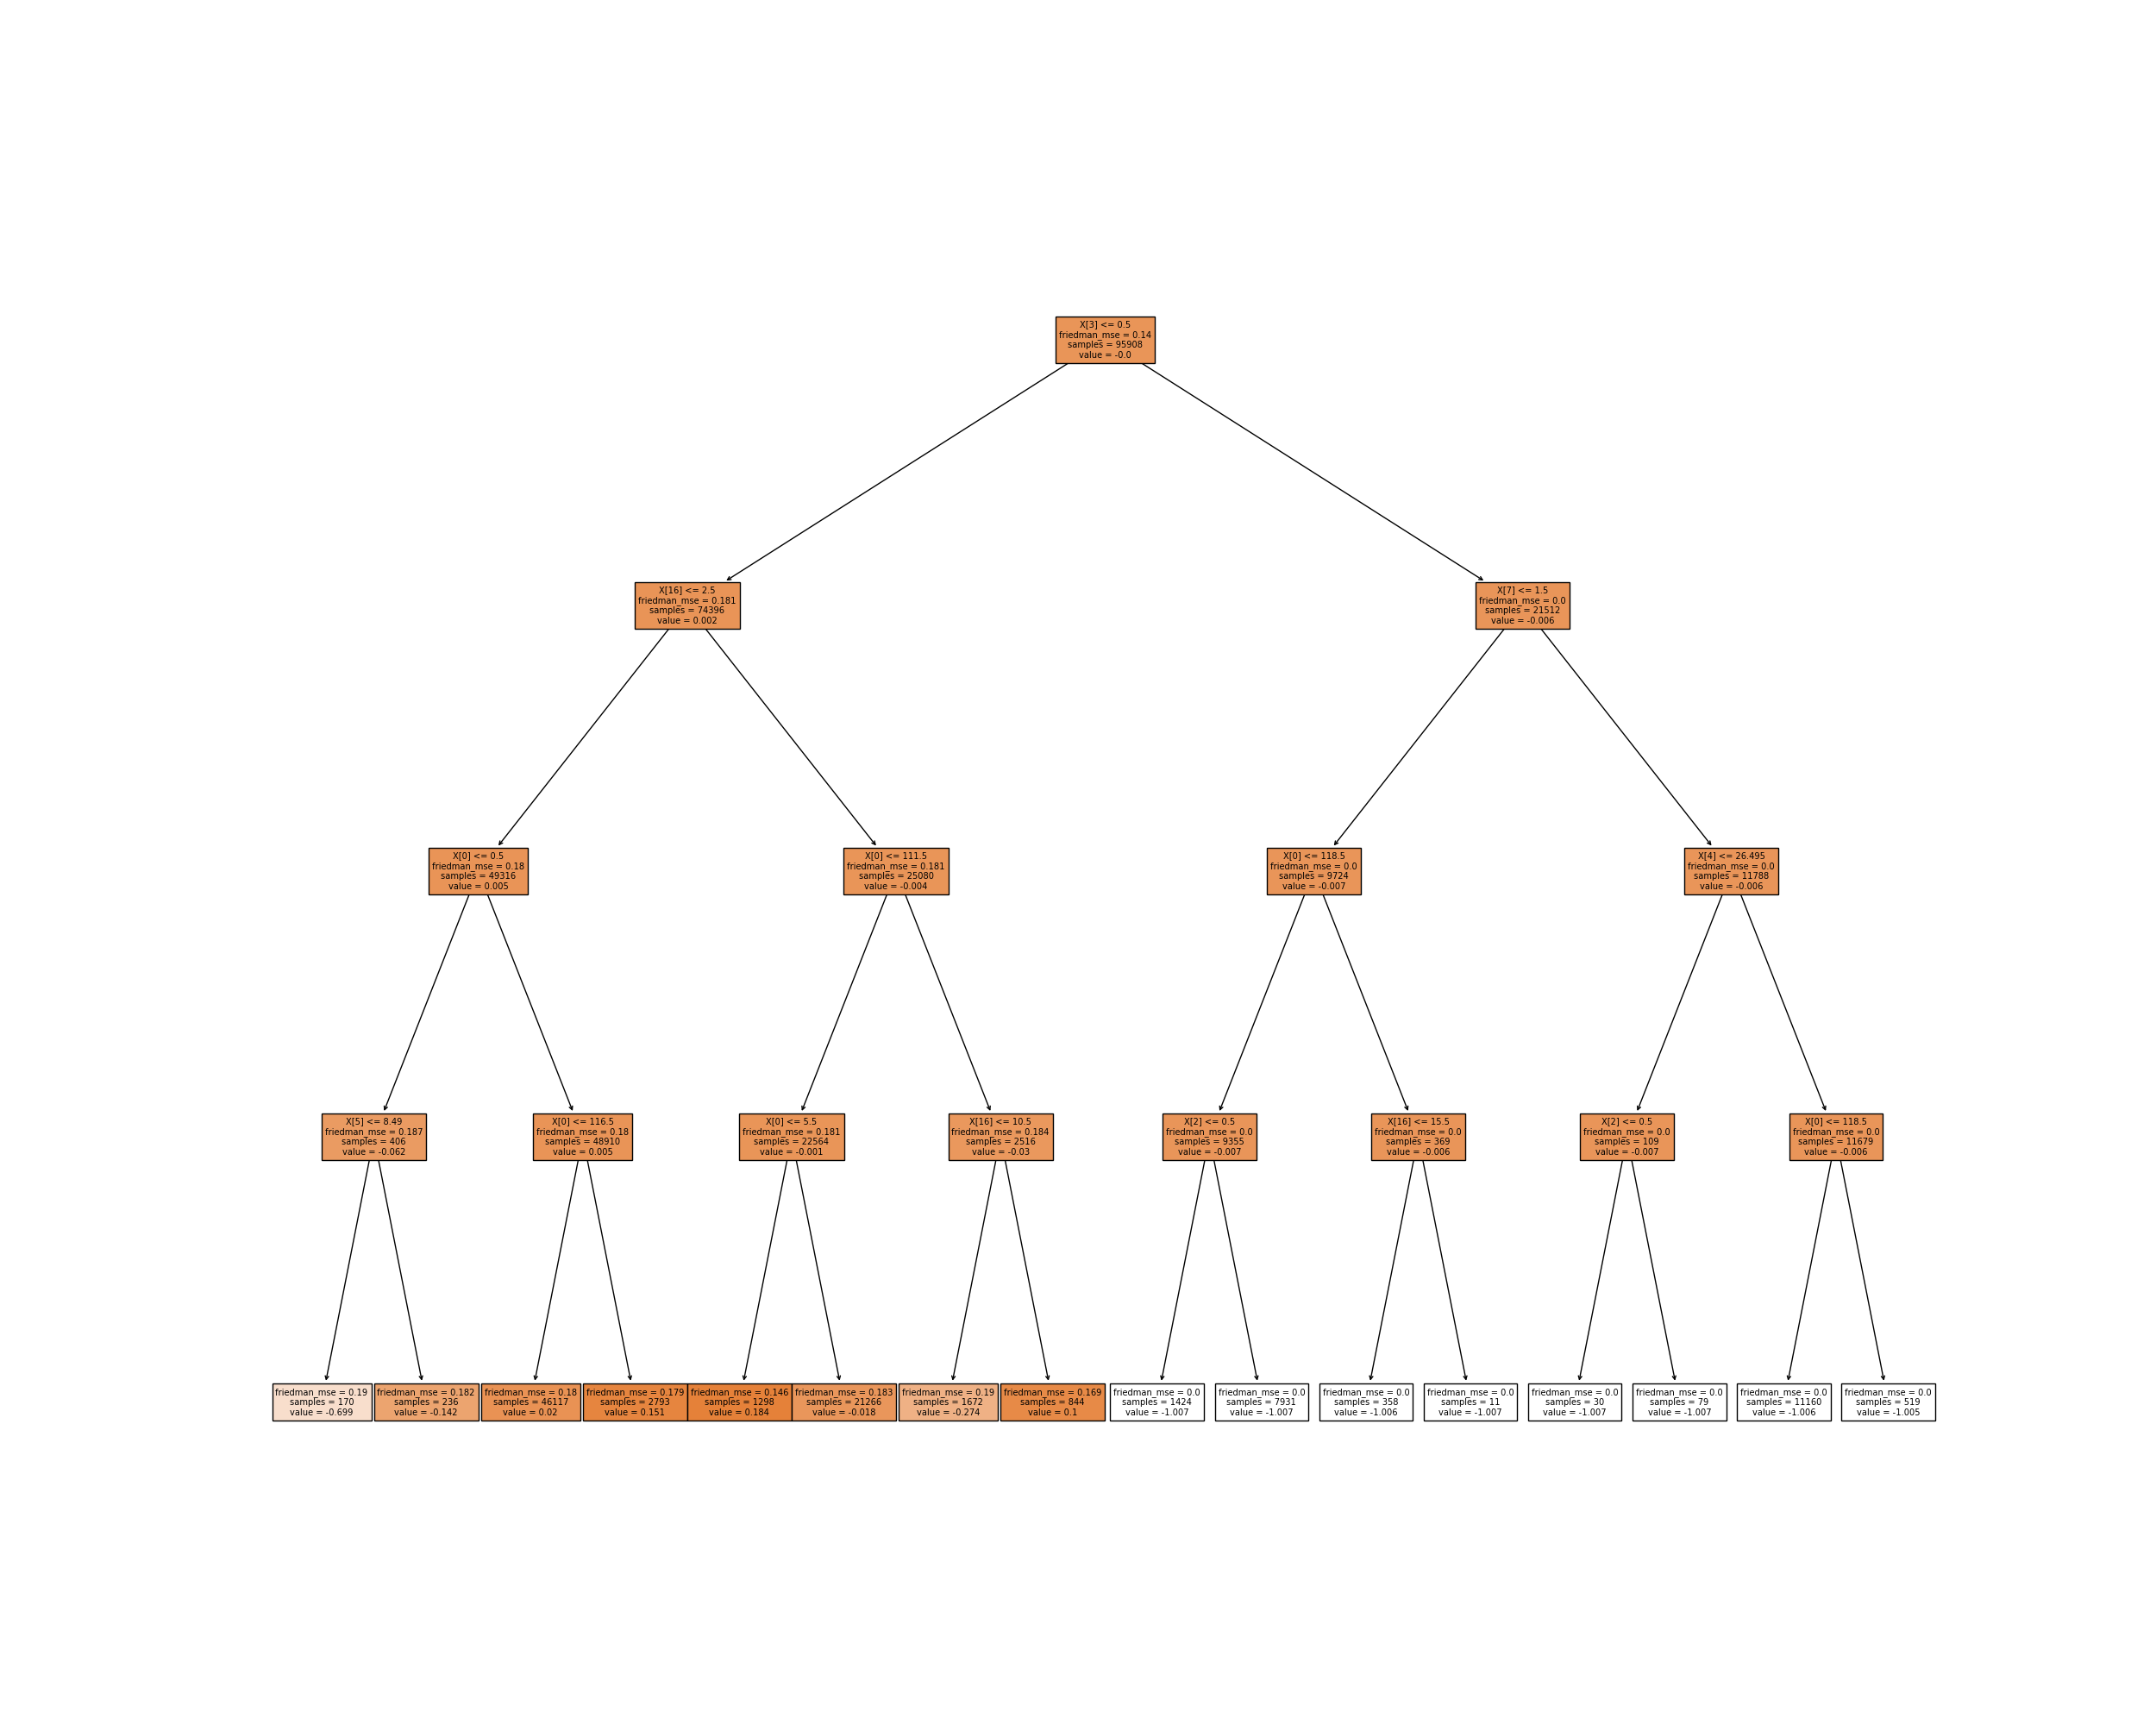 X[3] <= 0.5
friedman_mse = 0.14
samples = 95908
value = -0.0
X[16] <= 2.5
friedman_mse = 0.181
samples = 74396
value = 0.002
X[7] <= 1.5
friedman_mse = 0.0
samples = 21512
value = -0.006
X[0] <= 0.5
friedman_mse = 0.18
samples = 49316
value = 0.005
X[0] <= 111.5
friedman_mse = 0.181
samples = 25080
value = -0.004
X[0] <= 118.5
friedman_mse = 0.0
samples = 9724
value = -0.007
X[4] <= 26.495
friedman_mse = 0.0
samples = 11788
value = -0.006
X[5] <= 8.49
friedman_mse = 0.187
samples = 406
value = -0.062
X[0] <= 116.5
friedman_mse = 0.18
samples = 48910
value = 0.005
X[0] <= 5.5
friedman_mse = 0.181
samples = 22564
value = -0.001
X[16] <= 10.5
friedman_mse = 0.184
samples = 2516
value = -0.03
X[2] <= 0.5
friedman_mse = 0.0
samples = 9355
value = -0.007
X[16] <= 15.5
friedman_mse = 0.0
samples = 369
value = -0.006
X[2] <= 0.5
friedman_mse = 0.0
samples = 109
value = -0.007
X[0] <= 118.5
friedman_mse = 0.0
samples = 11679
value = -0.006
friedman_mse = 0.19
samples = 170
value = -0.699
friedman_mse = 0.182
samples = 236
value = -0.142
friedman_mse = 0.18
samples = 46117
value = 0.02
friedman_mse = 0.179
samples = 2793
value = 0.151
friedman_mse = 0.146
samples = 1298
value = 0.184
friedman_mse = 0.183
samples = 21266
value = -0.018
friedman_mse = 0.19
samples = 1672
value = -0.274
friedman_mse = 0.169
samples = 844
value = 0.1
friedman_mse = 0.0
samples = 1424
value = -1.007
friedman_mse = 0.0
samples = 7931
value = -1.007
friedman_mse = 0.0
samples = 358
value = -1.006
friedman_mse = 0.0
samples = 11
value = -1.007
friedman_mse = 0.0
samples = 30
value = -1.007
friedman_mse = 0.0
samples = 79
value = -1.007
friedman_mse = 0.0
samples = 11160
value = -1.006
friedman_mse = 0.0
samples = 519
value = -1.005